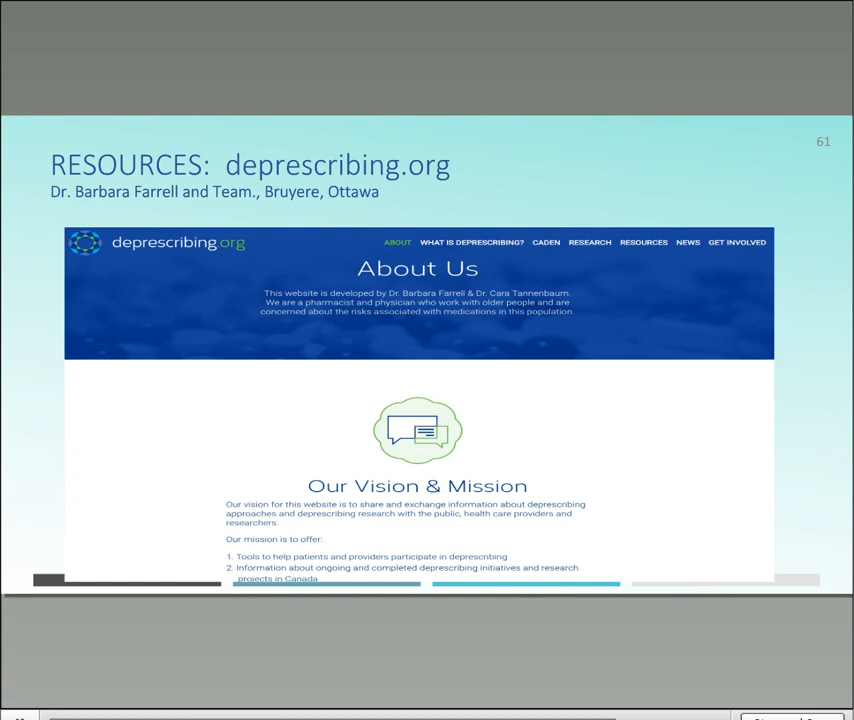 61
RESOURCES: deprescribing.org
Dr. Barbara Farrell and Team., Bruyere, Ottawa
deprescribing.org
ABOUT WHAT IS DEPRESCRIBING? CADEN RESEARCH RESOURCES NEWS GET INVOLVED
About Us
This website is developed by Dr. Barbara Farrell & Dr. Cara Tannenbaum.
We are a pharmacist and physician who work with older people and are
concerned about the risks associated with medications in this population.
Our Vision & Mission
Our vision for this website is to share and exchange information about deprescribing
approaches and deprescribing research with the public, health care providers and
researchers.
Our mission is to offer:
1. Tools to help patients and providers participate in deprescribing
2. Information about ongoing and completed deprescribing initiatives and research
projects in Canada